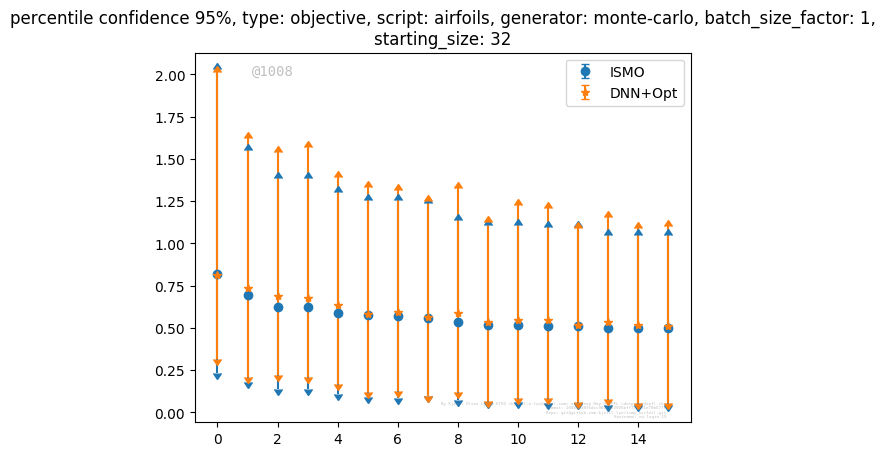 percentile confidence 95%, type: objective, script: airfoils, generator: monte-carlo, batch_size_factor: 1,
starting_size: 32
@1008
ISMO
DNN+Opt
2.00
1.75
1.50
1.25
1.00
0.75
0.50
0.25
0.00
0 2 4 6 8 10 12 14